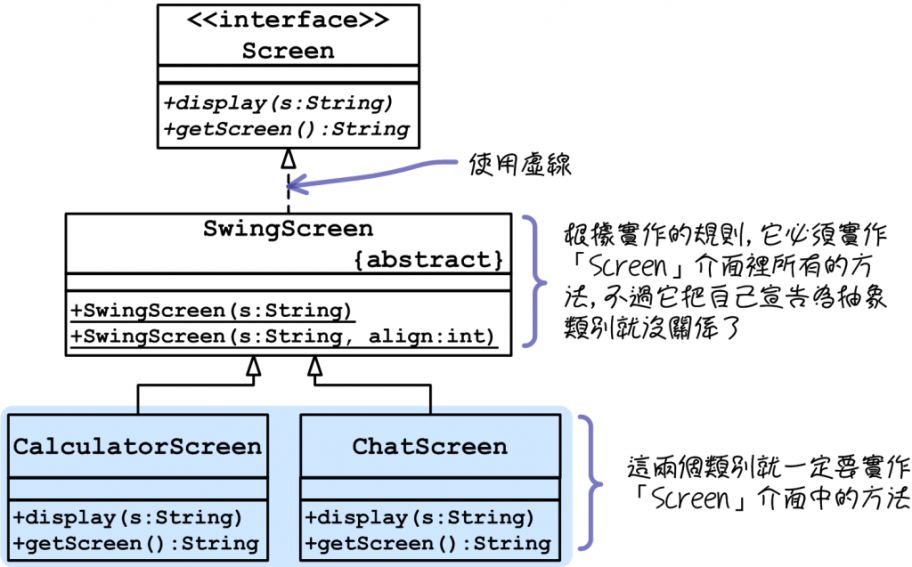 <<interface>>
Screen
+display(s:String)
+getScreen():String
使用虛線
SwingScreen
{abstract}
+SwingScreen(s:String)
+SwingScreen(s:String, align:int)
根據實作的規則,它必須實作
「Screen」介面裡所有的方
法,不過它把自己宣告為抽象
類別就沒關係了
CalculatorScreen
+display(s:String)
+getScreen():String
ChatScreen
+display(s:String)
+getScreen():String
這兩個類別就一定要實作
「Screen」介面中的方法